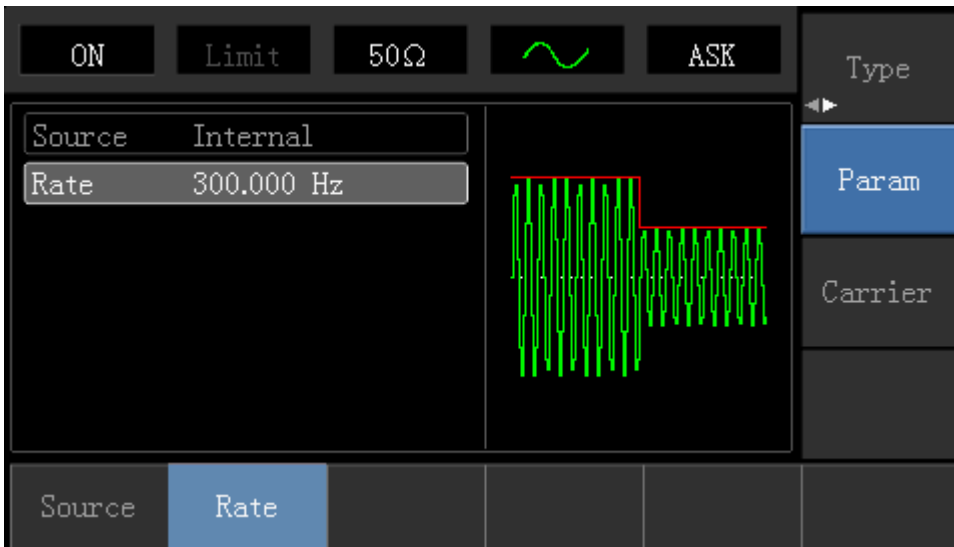 ON Limit 50Ω ASK
Type
Source Internal
Rate 300.000 Hz
Param
Carrier
Source Rate